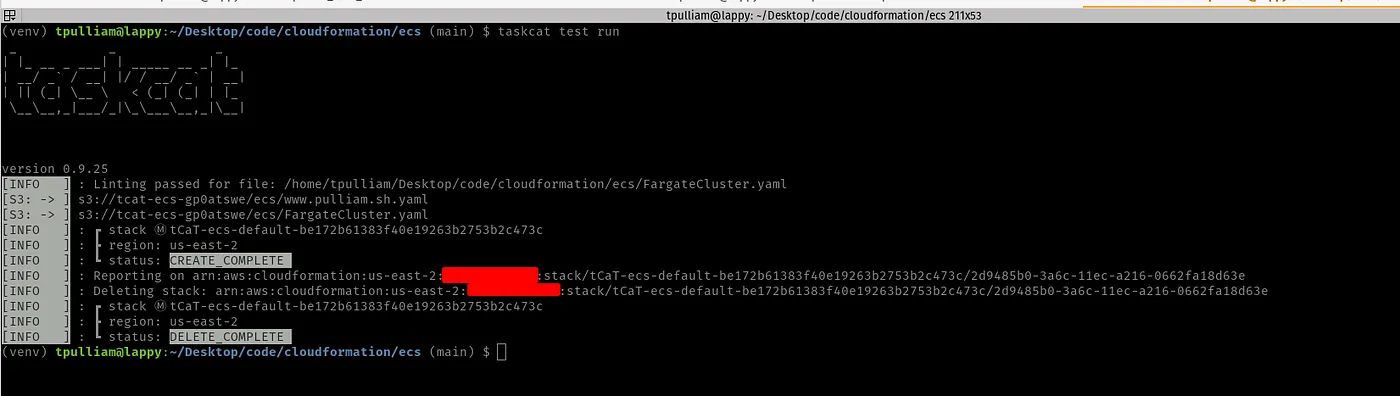 tpulliam@lappy: ~/Desktop/code/cloudformation/ecs 211x53
(venv) tpulliam@lappy:~/Desktop/code/cloudformation/ecs (main) $ taskcat test run
taskcat
version 0.9.25
[INFO   ] : Linting passed for file: /home/tpulliam/Desktop/code/cloudformation/ecs/FargateCluster.yaml
[S3: -> ] s3://tcat-ecs-gp0atswe/ecs/www.pulliam.sh.yaml
[S3: -> ] s3://tcat-ecs-gp0atswe/ecs/FargateCluster.yaml
[INFO   ] : ┏ stack Ⓜ tCaT-ecs-default-be172b61383f40e19263b2753b2c473c
[INFO   ] : ┣ region: us-east-2
[INFO   ] : ┗ status: CREATE_COMPLETE
[INFO   ] : Reporting on arn:aws:cloudformation:us-east-2: :stack/tCaT-ecs-default-be172b61383f40e19263b2753b2c473c/2d9485b0-3a6c-11ec-a216-0662fa18d63e
[INFO   ] : Deleting stack: arn:aws:cloudformation:us-east-2: :stack/tCaT-ecs-default-be172b61383f40e19263b2753b2c473c/2d9485b0-3a6c-11ec-a216-0662fa18d63e
[INFO   ] : ┏ stack Ⓜ tCaT-ecs-default-be172b61383f40e19263b2753b2c473c
[INFO   ] : ┣ region: us-east-2
[INFO   ] : ┗ status: DELETE_COMPLETE
(venv) tpulliam@lappy:~/Desktop/code/cloudformation/ecs (main) $